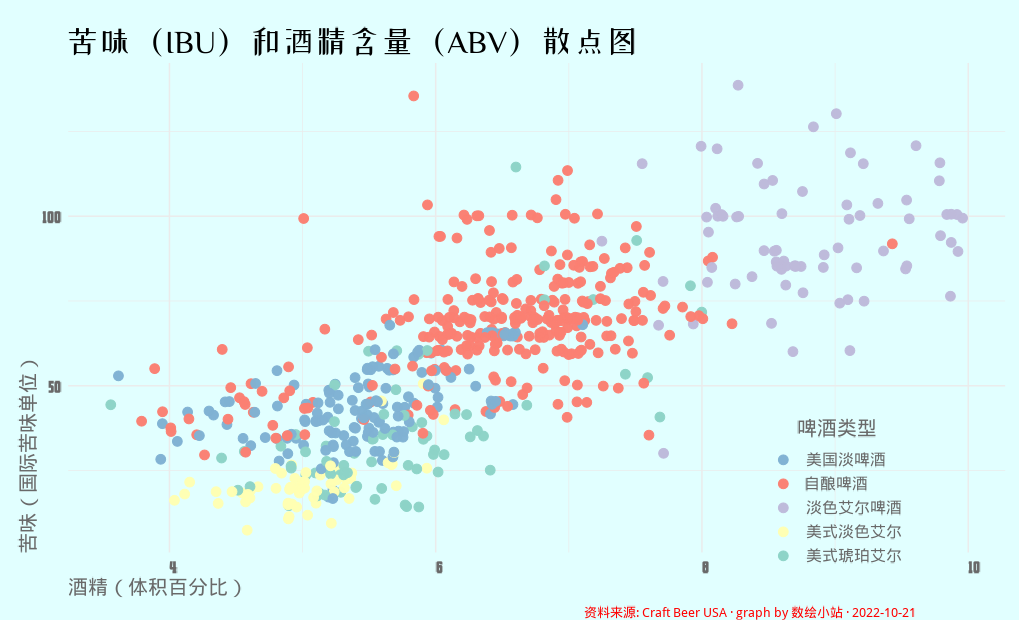 苦味（IBU）和酒精含量（ABV）散点图
100
50
苦味（国际苦味单位）
4
6
8
10
酒精（体积百分比）
啤酒类型
美国淡啤酒
自酿啤酒
淡色艾尔啤酒
美式淡色艾尔
美式琥珀艾尔
资料来源: Craft Beer USA · graph by 数绘小站 · 2022-10-21